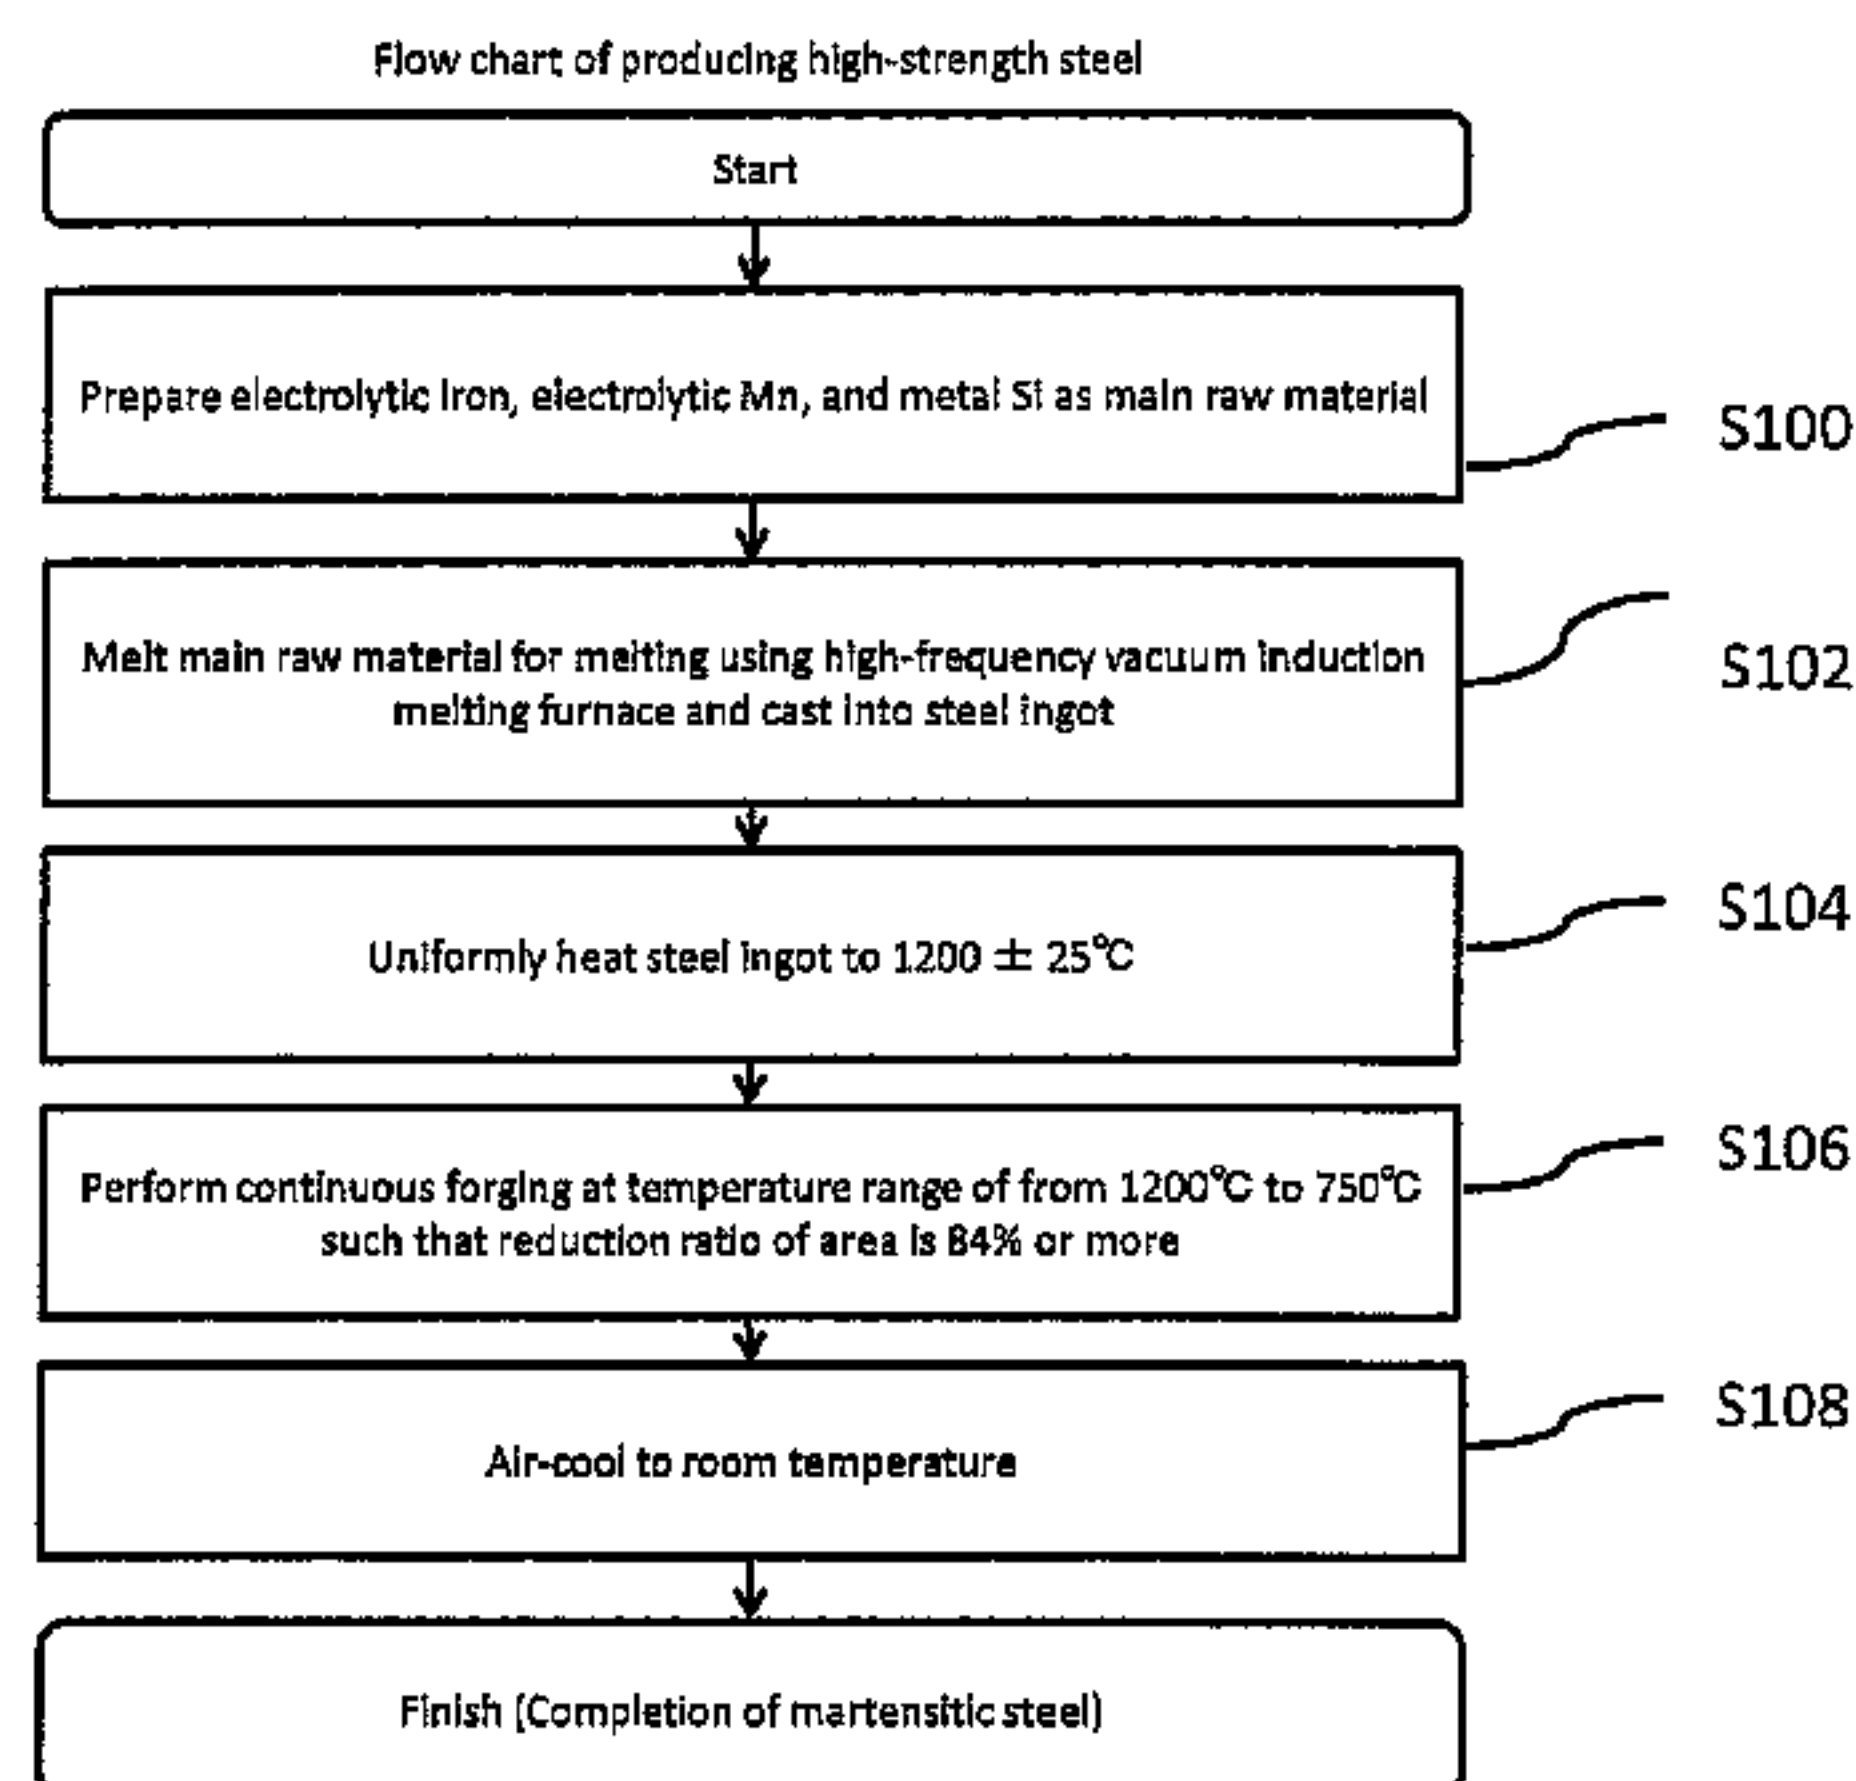 Flow chart of producing high-strength steel
Start
Prepare electrolytic iron, electrolytic Mn, and metal Si as main raw material
S100
Melt main raw material for melting using high-frequency vacuum induction
melting furnace and cast into steel ingot
S102
Uniformly heat steel ingot to 1200 ± 25℃
S104
Perform continuous forging at temperature range of from 1200℃ to 750℃
such that reduction ratio of area is 84% or more
S106
Air-cool to room temperature
S108
Finish (Completion of martensitic steel)